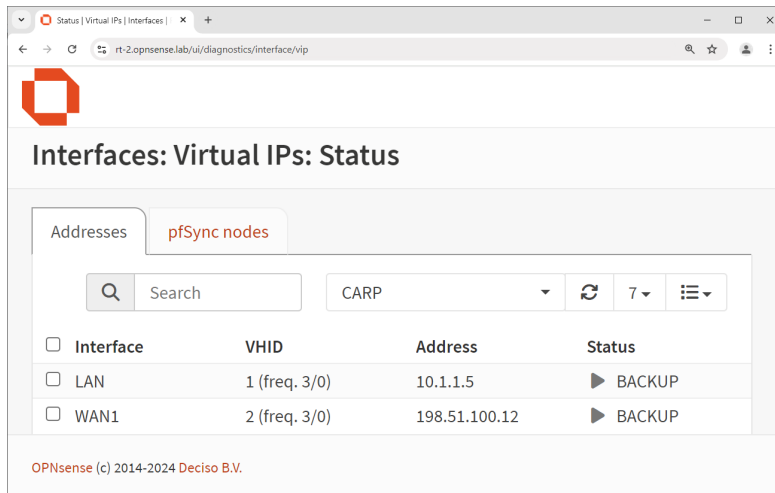 Status | Virtual IPs | Interfaces |
rt-2.opnsense.lab/ui/diagnostics/interface/vip
Interfaces: Virtual IPs: Status
Addresses pfSync nodes
Search CARP 7
Interface VHID Address Status
LAN 1 (freq. 3/0) 10.1.1.5 BACKUP
WAN1 2 (freq. 3/0) 198.51.100.12 BACKUP
OPNsense (c) 2014-2024 Deciso B.V.